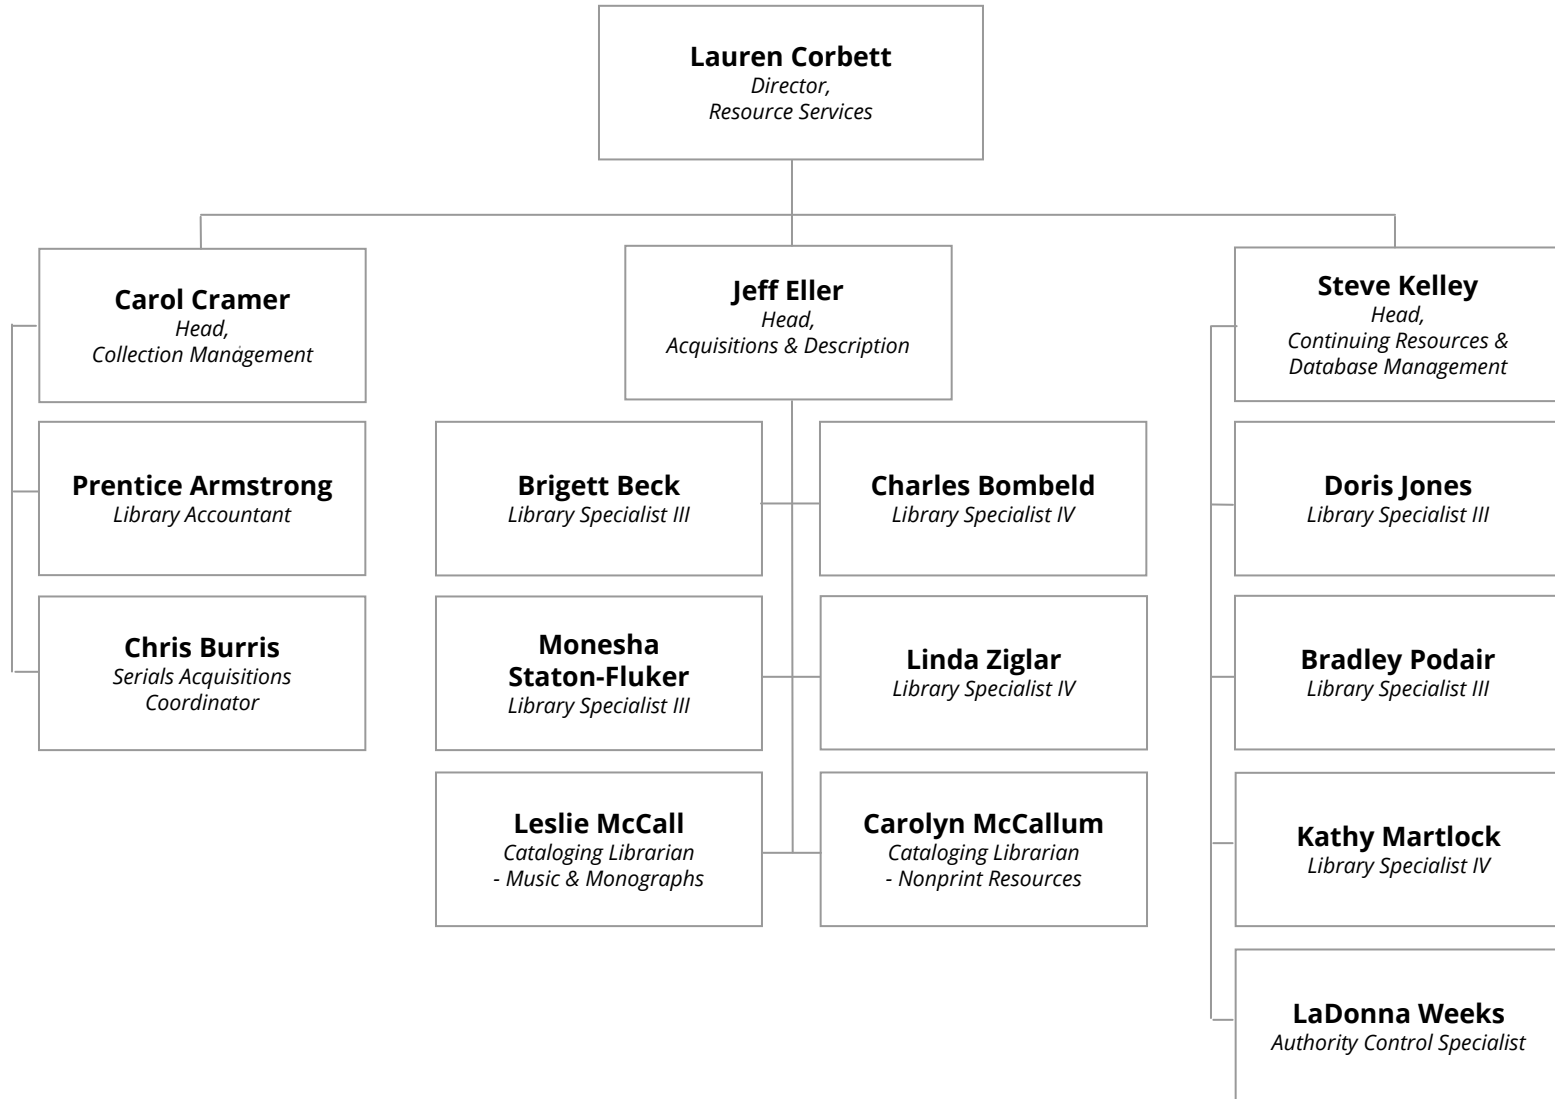 Lauren Corbett
Director,
Resource Services
Carol Cramer
Head,
Collection Management
Jeff Eller
Head,
Acquisitions & Description
Steve Kelley
Head,
Continuing Resources &
Database Management
Prentice Armstrong
Library Accountant
Brigett Beck
Library Specialist III
Charles Bombeld
Library Specialist IV
Doris Jones
Library Specialist III
Chris Burris
Serials Acquisitions
Coordinator
Monesha
Staton-Fluker
Library Specialist III
Linda Ziglar
Library Specialist IV
Bradley Podair
Library Specialist III
Leslie McCall
Cataloging Librarian
- Music & Monographs
Carolyn McCallum
Cataloging Librarian
- Nonprint Resources
Kathy Martlock
Library Specialist IV
LaDonna Weeks
Authority Control Specialist